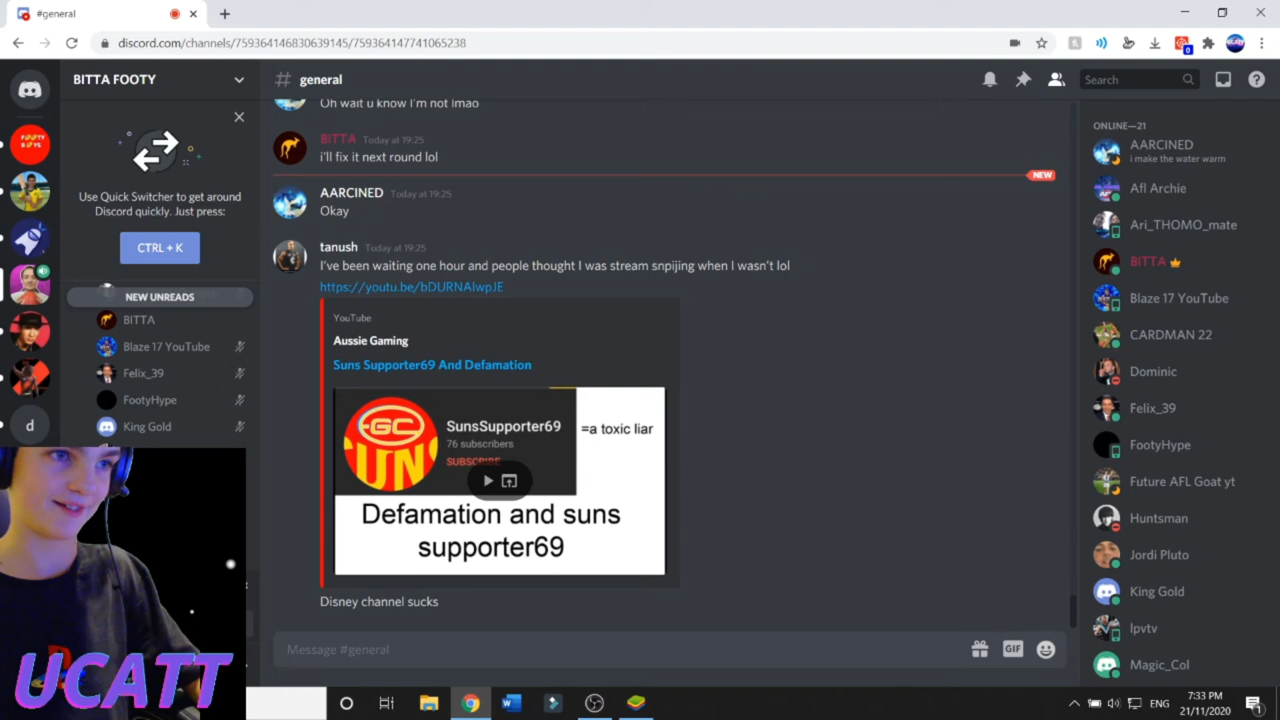 #general
discord.com/channels/759364146830639145/759364147741065238
BITTA FOOTY
# general
Search
Use Quick Switcher to get around
Discord quickly. Just press:
CTRL + K
NEW UNREADS
BITTA
Blaze 17 YouTube
Felix_39
FootyHype
King Gold
FOOTY
BOYS
d
Oh wait u know I'm not lmao
BITTA Today at 19:25
i'll fix it next round lol
NEW
AARCINED Today at 19:25
Okay
tanush Today at 19:25
I've been waiting one hour and people thought I was stream snpijing when I wasn't lol
https://youtu.be/bDURNAlwpJE
YouTube
Aussie Gaming
Suns Supporter69 And Defamation
GC
SUN
SunsSupporter69
76 subscribers
SUBSCRIBE
=a toxic liar
Defamation and suns
supporter69
Disney channel sucks
Message #general
GIF
ONLINE—21
AARCINED
i make the water warm
Afl Archie
Ari_THOMO_mate
BITTA
Blaze 17 YouTube
CARDMAN 22
Dominic
Felix_39
FootyHype
Future AFL Goat yt
Huntsman
Jordi Pluto
King Gold
lpvtv
Magic_Col
UCATT
ENG
7:33 PM
21/11/2020